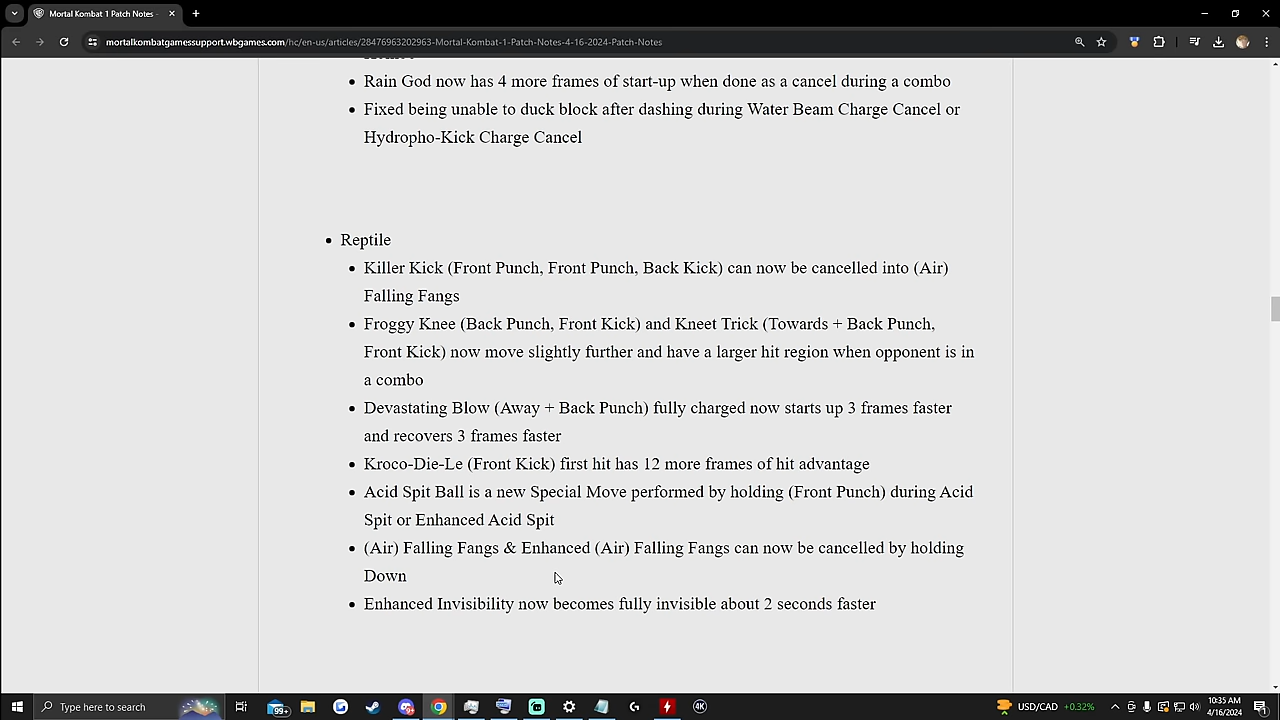 Mortal Kombat 1 Patch Notes -
mortalkombatgamessupport.wbgames.com/hc/en-us/articles/28476963202963-Mortal-Kombat-1-Patch-Notes-4-16-2024-Patch-Notes
Rain God now has 4 more frames of start-up when done as a cancel during a combo
Fixed being unable to duck block after dashing during Water Beam Charge Cancel or
Hydropho-Kick Charge Cancel
Reptile
Killer Kick (Front Punch, Front Punch, Back Kick) can now be cancelled into (Air)
Falling Fangs
Froggy Knee (Back Punch, Front Kick) and Kneet Trick (Towards + Back Punch,
Front Kick) now move slightly further and have a larger hit region when opponent is in
a combo
Devastating Blow (Away + Back Punch) fully charged now starts up 3 frames faster
and recovers 3 frames faster
Kroco-Die-Le (Front Kick) first hit has 12 more frames of hit advantage
Acid Spit Ball is a new Special Move performed by holding (Front Punch) during Acid
Spit or Enhanced Acid Spit
(Air) Falling Fangs & Enhanced (Air) Falling Fangs can now be cancelled by holding
Down
Enhanced Invisibility now becomes fully invisible about 2 seconds faster
Type here to search
99+
4K
USD/CAD +0.32%
10:35 AM
4/16/2024